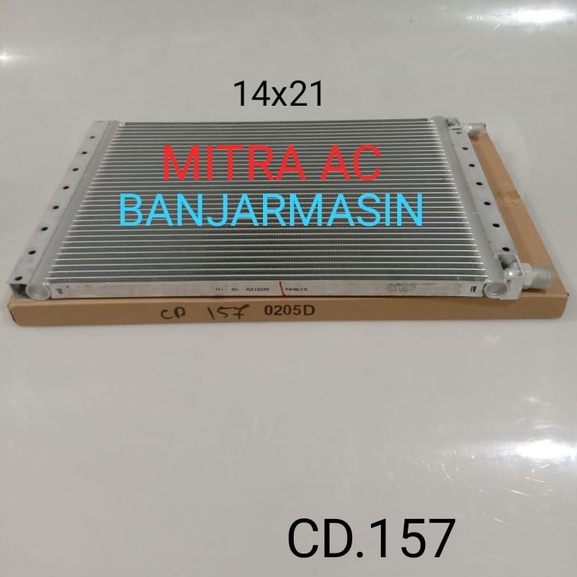 14x21
MITRA AC
BANJARMASIN
CD 157 0205D
CD.157